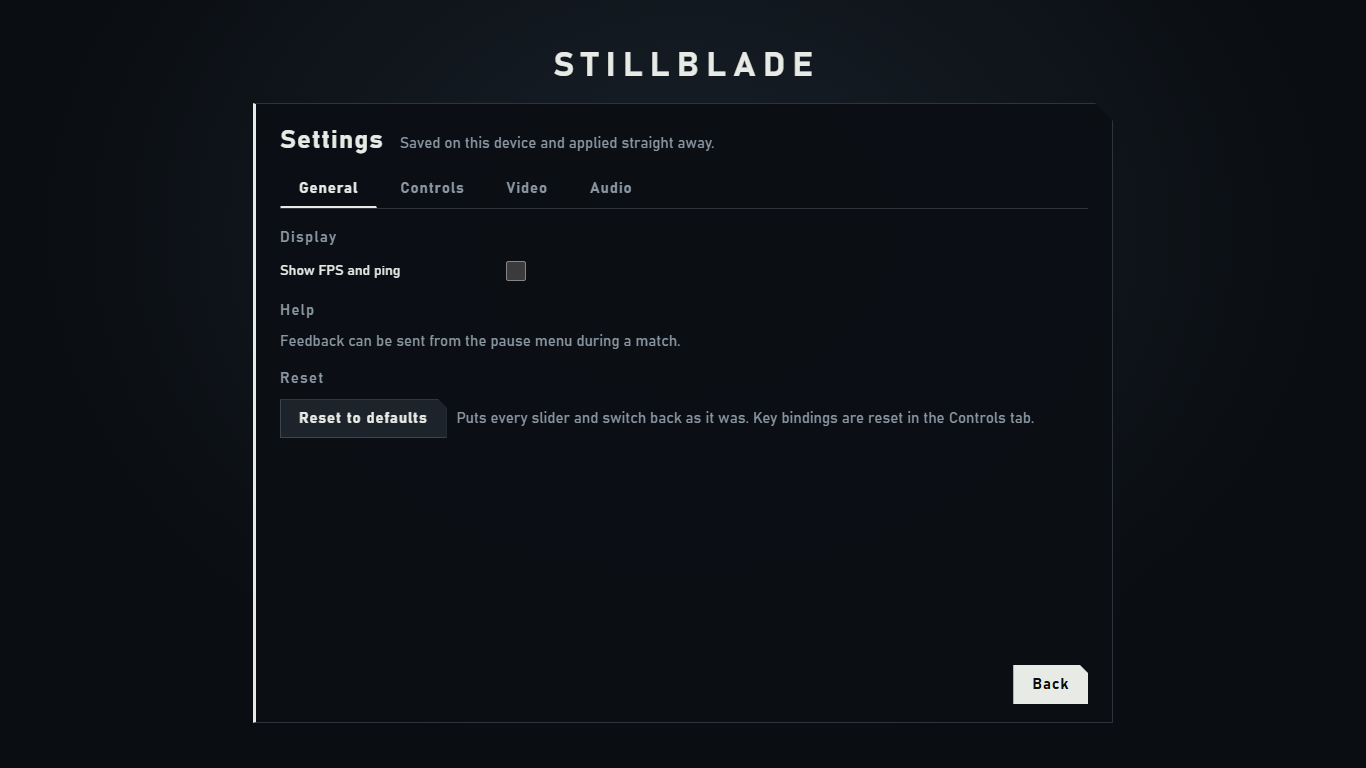 STILLBLADE
Settings Saved on this device and applied straight away.
General Controls Video Audio
Display
Show FPS and ping
Help
Feedback can be sent from the pause menu during a match.
Reset
Reset to defaults Puts every slider and switch back as it was. Key bindings are reset in the Controls tab.
Back